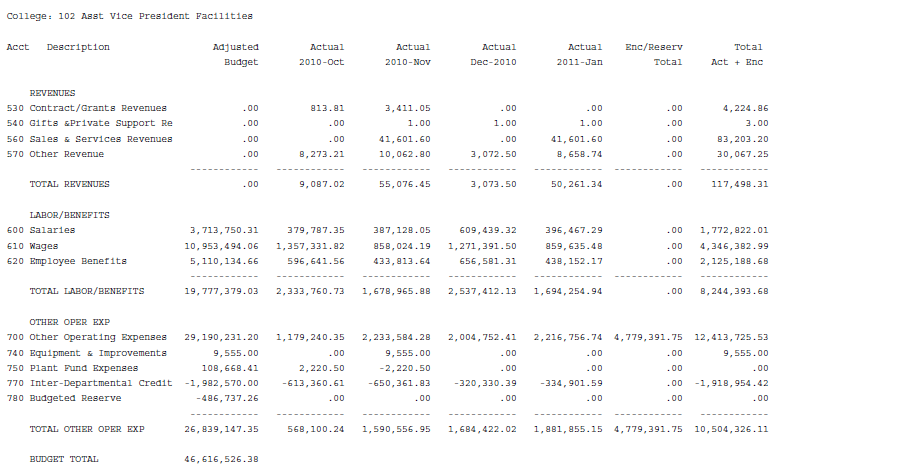 College: 102 Asst Vice President Facilities
Acct Description Adjusted Actual Actual Actual Actual Enc/Reserv Total
Budget 2010-Oct 2010-Nov Dec-2010 2011-Jan Total Act + Enc
REVENUES
530 Contract/Grants Revenues .00 813.81 3,411.05 .00 .00 .00 4,224.86
540 Gifts &Private Support Re .00 .00 1.00 1.00 1.00 .00 3.00
560 Sales & Services Revenues .00 .00 41,601.60 .00 41,601.60 .00 83,203.20
570 Other Revenue .00 8,273.21 10,062.80 3,072.50 8,658.74 .00 30,067.25
------------ ------------ ------------ ------------ ------------ ------------ ------------
TOTAL REVENUES .00 9,087.02 55,076.45 3,073.50 50,261.34 .00 117,498.31
LABOR/BENEFITS
600 Salaries 3,713,750.31 379,787.35 387,128.05 609,439.32 396,467.29 .00 1,772,822.01
610 Wages 10,953,494.06 1,357,331.82 858,024.19 1,271,391.50 859,635.48 .00 4,346,382.99
620 Employee Benefits 5,110,134.66 596,641.56 433,813.64 656,581.31 438,152.17 .00 2,125,188.68
------------ ------------ ------------ ------------ ------------ ------------ ------------
TOTAL LABOR/BENEFITS 19,777,379.03 2,333,760.73 1,678,965.88 2,537,412.13 1,694,254.94 .00 8,244,393.68
OTHER OPER EXP
700 Other Operating Expenses 29,190,231.20 1,179,240.35 2,233,584.28 2,004,752.41 2,216,756.74 4,779,391.75 12,413,725.53
740 Equipment & Improvements 9,555.00 .00 9,555.00 .00 .00 .00 9,555.00
750 Plant Fund Expenses 108,668.41 2,220.50 -2,220.50 .00 .00 .00 .00
770 Inter-Departmental Credit -1,982,570.00 -613,360.61 -650,361.83 -320,330.39 -334,901.59 .00 -1,918,954.42
780 Budgeted Reserve -486,737.26 .00 .00 .00 .00 .00 .00
------------ ------------ ------------ ------------ ------------ ------------ ------------
TOTAL OTHER OPER EXP 26,839,147.35 568,100.24 1,590,556.95 1,684,422.02 1,881,855.15 4,779,391.75 10,504,326.11
BUDGET TOTAL 46,616,526.38